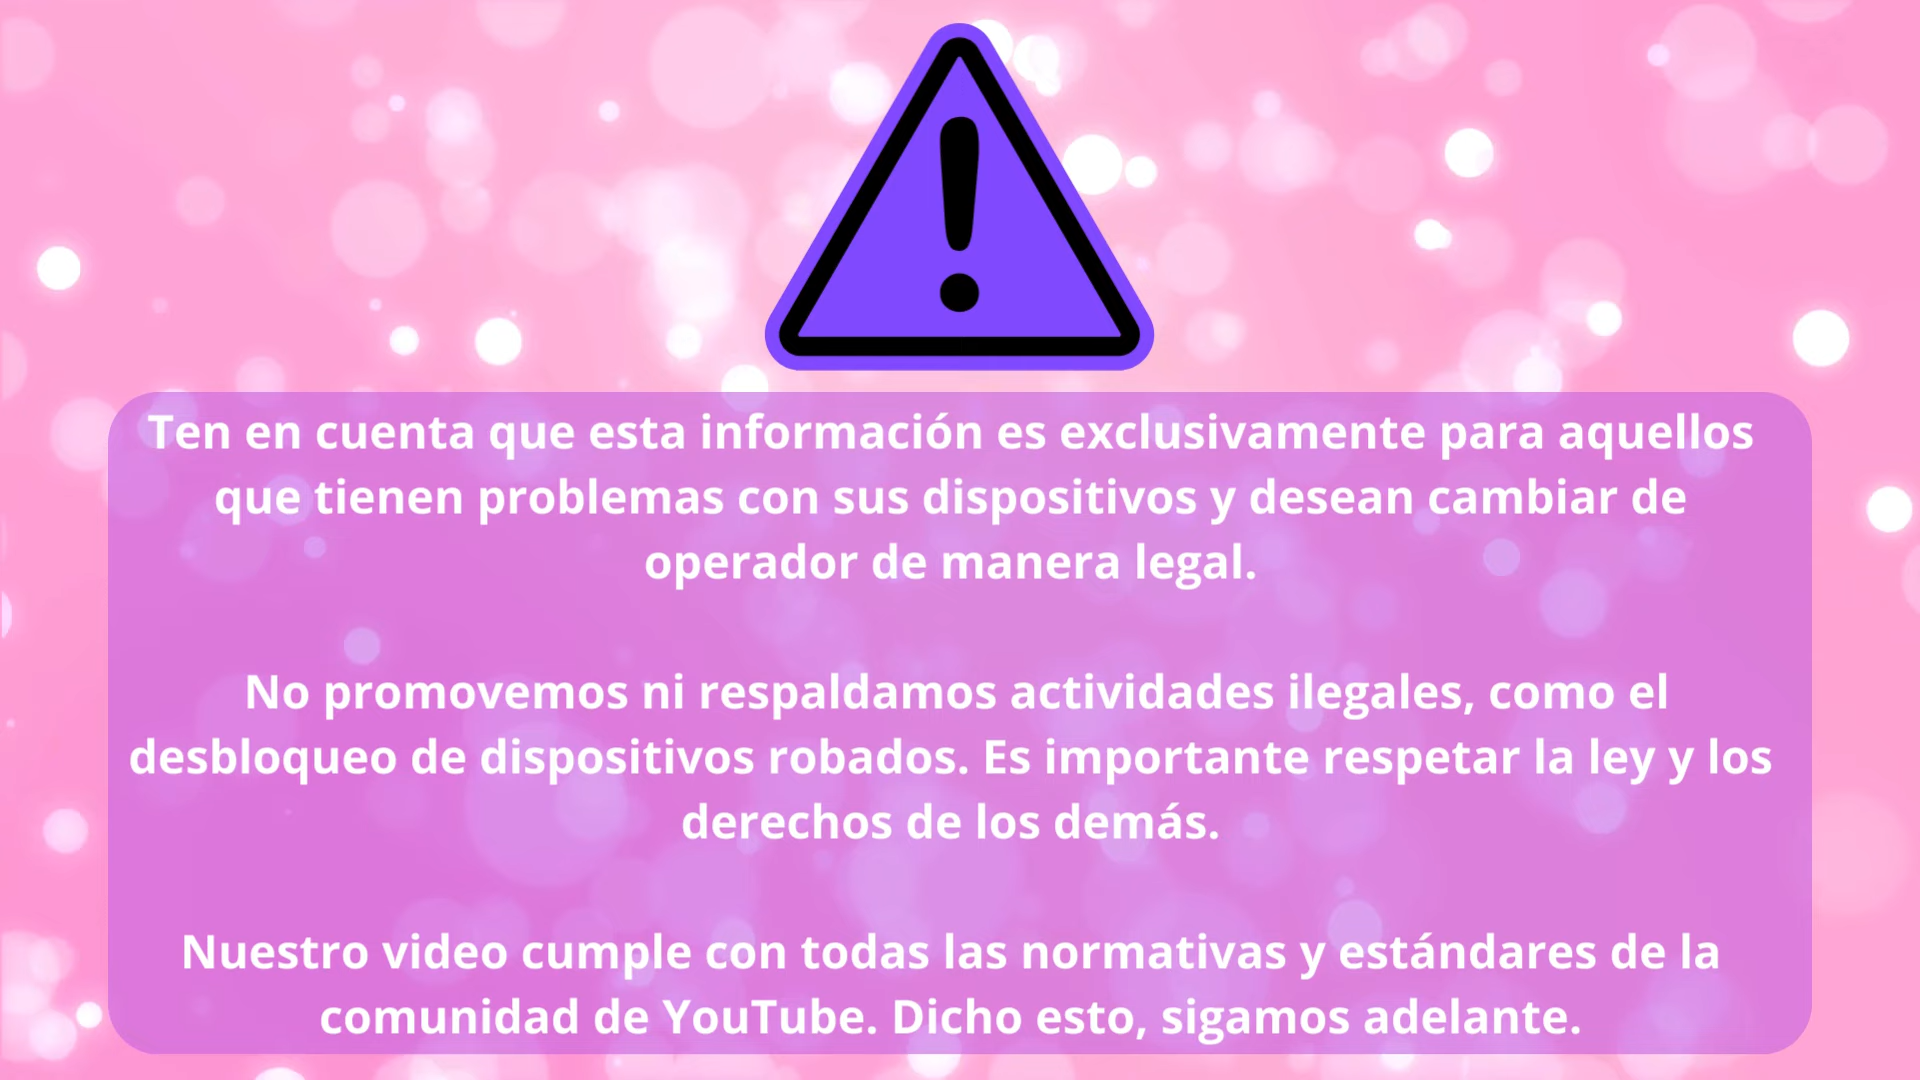 Ten en cuenta que esta información es exclusivamente para aquellos
que tienen problemas con sus dispositivos y desean cambiar de
operador de manera legal.
No promovemos ni respaldamos actividades ilegales, como el
desbloqueo de dispositivos robados. Es importante respetar la ley y los
derechos de los demás.
Nuestro video cumple con todas las normativas y estándares de la
comunidad de YouTube. Dicho esto, sigamos adelante.